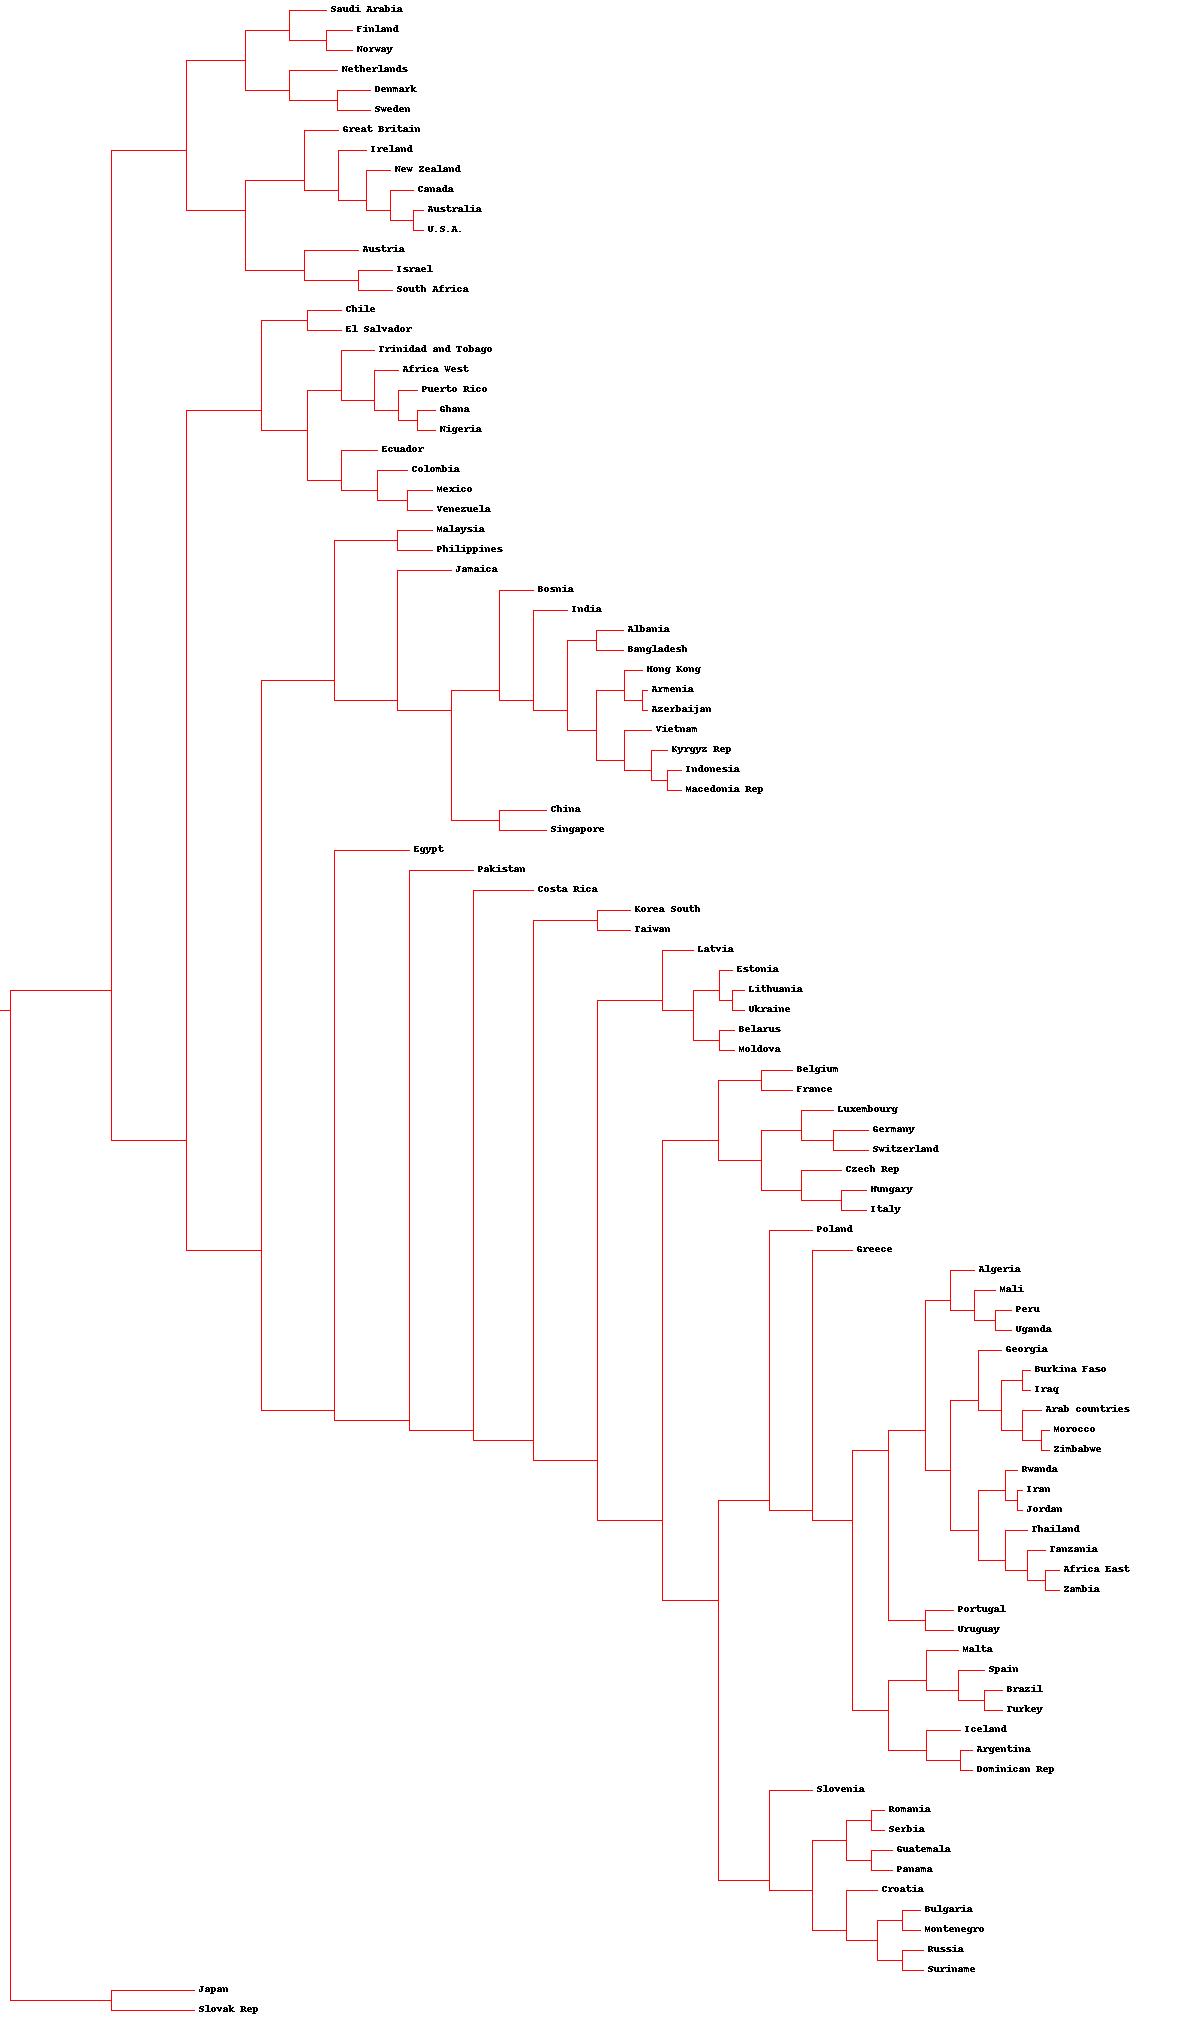 Saudi Arabia
Finland
Norway
Netherlands
Denmark
Sweden
Great Britain
Ireland
New Zealand
Canada
Australia
U.S.A.
Austria
Israel
South Africa
Chile
El Salvador
Trinidad and Tobago
Africa West
Puerto Rico
Ghana
Nigeria
Ecuador
Colombia
Mexico
Venezuela
Malaysia
Philippines
Jamaica
Bosnia
India
Albania
Bangladesh
Hong Kong
Armenia
Azerbaijan
Vietnam
Kyrgyz Rep
Indonesia
Macedonia Rep
China
Singapore
Egypt
Pakistan
Costa Rica
Korea South
Taiwan
Latvia
Estonia
Lithuania
Ukraine
Belarus
Moldova
Belgium
France
Luxembourg
Germany
Switzerland
Czech Rep
Hungary
Italy
Poland
Greece
Algeria
Mali
Peru
Uganda
Georgia
Burkina Faso
Iraq
Arab countries
Morocco
Zimbabwe
Rwanda
Iran
Jordan
Thailand
Tanzania
Africa East
Zambia
Portugal
Uruguay
Malta
Spain
Brazil
Turkey
Iceland
Argentina
Dominican Rep
Slovenia
Romania
Serbia
Guatemala
Panama
Croatia
Bulgaria
Montenegro
Russia
Suriname
Japan
Slovak Rep